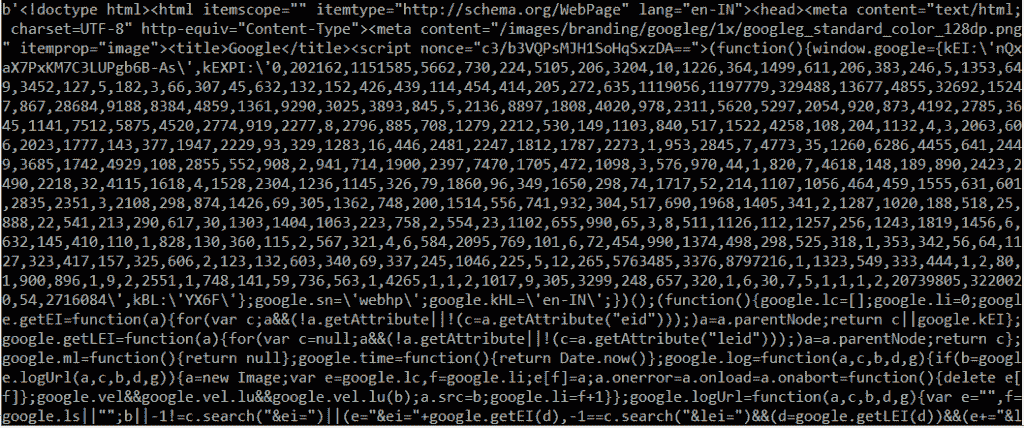 b'<!doctype html><html itemscope="" itemtype="http://schema.org/WebPage" lang="en-IN"><head><meta content="text/html;
 charset=UTF-8" http-equiv="Content-Type"><meta content="/images/branding/googleg/1x/googleg_standard_color_128dp.png
" itemprop="image"><title>Google</title><script nonce="c3/b3VQPsMJH1SoHqSxzDA==">(function(){window.google={kEI:\'nQx
aX7PxKM7C3LUPgb6B-As\',kEXPI:\'0,202162,1151585,5662,730,224,5105,206,3204,10,1226,364,1499,611,206,383,246,5,1353,64
9,3452,127,5,182,3,66,307,45,632,132,152,426,439,114,454,414,205,272,635,1119056,1197779,329488,13677,4855,32692,1524
7,867,28684,9188,8384,4859,1361,9290,3025,3893,845,5,2136,8897,1808,4020,978,2311,5620,5297,2054,920,873,4192,2785,36
45,1141,7512,5875,4520,2774,919,2277,8,2796,885,708,1279,2212,530,149,1103,840,517,1522,4258,108,204,1132,4,3,2063,60
6,2023,1777,143,377,1947,2229,93,329,1283,16,446,2481,2247,1812,1787,2273,1,953,2845,7,4773,35,1260,6286,4455,641,244
9,3685,1742,4929,108,2855,552,908,2,941,714,1900,2397,7470,1705,472,1098,3,576,970,44,1,820,7,4618,148,189,890,2423,2
490,2218,32,4115,1618,4,1528,2304,1236,1145,326,79,1860,96,349,1650,298,74,1717,52,214,1107,1056,464,459,1555,631,601
,2835,2351,3,2108,298,874,1426,69,305,1362,748,200,1514,556,741,932,304,517,690,1968,1405,341,2,1287,1020,188,518,25,
888,22,541,213,290,617,30,1303,1404,1063,223,758,2,554,23,1102,655,990,65,3,8,511,1126,112,1257,256,1243,1819,1456,6,
632,145,410,110,1,828,130,360,115,2,567,321,4,6,584,2095,769,101,6,72,454,990,1374,498,298,525,318,1,353,342,56,64,11
27,323,417,157,325,606,2,123,132,603,340,69,337,245,1046,225,5,12,265,5763485,3376,8797216,1,1323,549,333,444,1,2,80,
1,900,896,1,9,2,2551,1,748,141,59,736,563,1,4265,1,1,2,1017,9,305,3299,248,657,320,1,6,30,7,5,1,1,1,2,20739805,322002
0,54,2716084\',kBL:\'YX6F\'};google.sn=\'webhp\';google.kHL=\'en-IN\';})();(function(){google.lc=[];google.li=0;googl
e.getEI=function(a){for(var c;a&&(!a.getAttribute||!(c=a.getAttribute("eid")));)a=a.parentNode;return c||google.kEI};
google.getLEI=function(a){for(var c=null;a&&(!a.getAttribute||!(c=a.getAttribute("leid")));)a=a.parentNode;return c};
google.ml=function(){return null};google.time=function(){return Date.now()};google.log=function(a,c,b,d,g){if(b=googl
e.logUrl(a,c,b,d,g)){a=new Image;var e=google.lc,f=google.li;e[f]=a;a.onerror=a.onload=a.onabort=function(){delete e[
f]};google.vel&&google.vel.lu&&google.vel.lu(b);a.src=b;google.li=f+1}};google.logUrl=function(a,c,b,d,g){var e="",f=
google.ls||"";b||-1!=c.search("&ei=")||(e="&ei="+google.getEI(d),-1==c.search("&lei=")&&(d=google.getLEI(d))&&(e+="&l